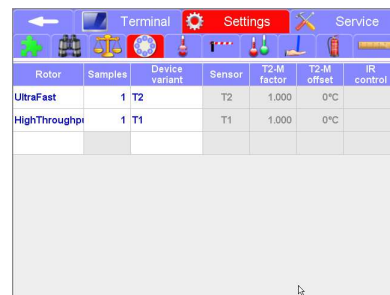 Terminal Settings Service
Rotor Samples Device variant Sensor T2-M factor T2-M offset IR control
UltraFast 1 T2 T2 1.000 0°C
HighThroughpu 1 T1 T1 1.000 0°C